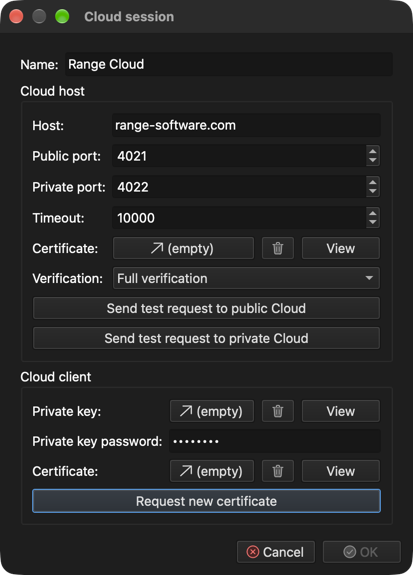 Cloud session
Name: Range Cloud
Cloud host
Host: range-software.com
Public port: 4021
Private port: 4022
Timeout: 10000
Certificate: (empty) View
Verification: Full verification
Send test request to public Cloud
Send test request to private Cloud
Cloud client
Private key: (empty) View
Private key password: ••••••••
Certificate: (empty) View
Request new certificate
Cancel OK